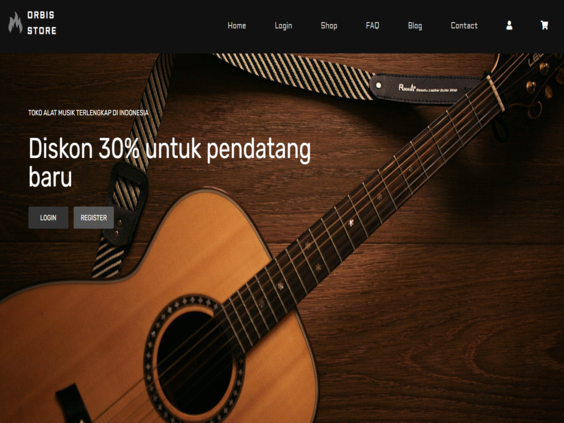 ORBIS
STORE
Home
Login
Shop
FAQ
Blog
Contact
TOKO ALAT MUSIK TERLENGKAP DI INDONESIA
Diskon 30% untuk pendatang
baru
LOGIN
REGISTER